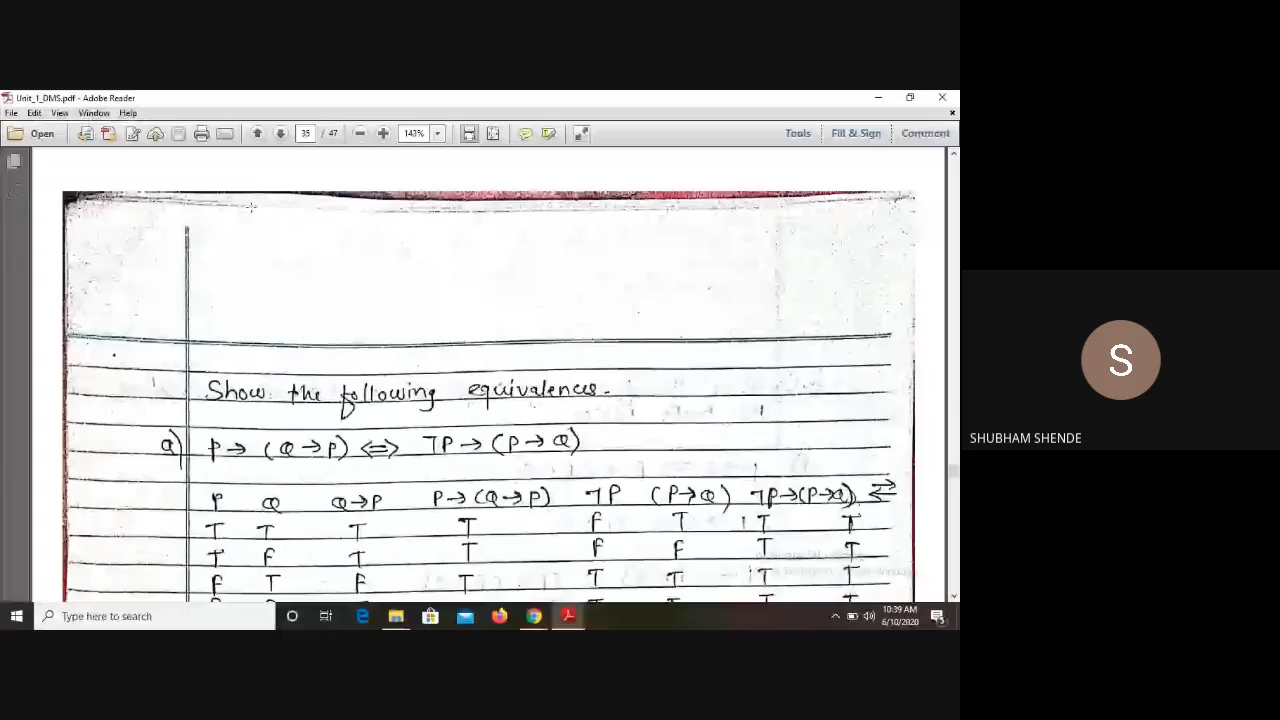 Unit_1_DMS.pdf - Adobe Reader
File Edit View Window Help
Open 35 / 47 143% Tools Fill & Sign Comment
Show the following equivalences.
a) P → (Q → P) ⇔ ¬P → (P → Q)
P Q Q→P P→(Q→P) ¬P (P→Q) ¬P→(P→Q) ⇄
T T T T F T T T
T F T T F F T T
F T F T T T T T
S
SHUBHAM SHENDE
Type here to search
10:39 AM
6/10/2020
5